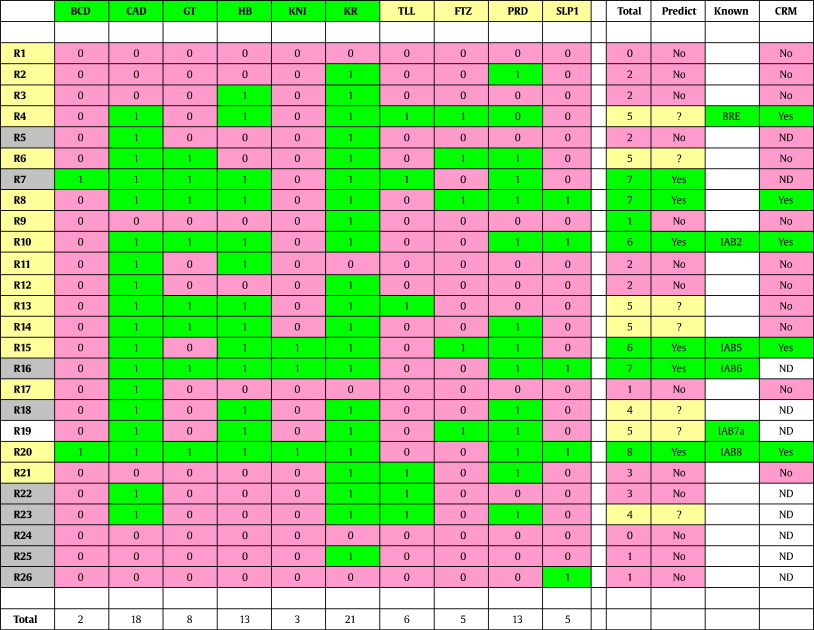 BCD CAD GT HB KNI KR TLL FTZ PRD SLP1 Total Predict Known CRM
R1 0 0 0 0 0 0 0 0 0 0 0 No No
R2 0 0 0 0 0 1 0 0 1 0 2 No No
R3 0 0 0 1 0 1 0 0 0 0 2 No No
R4 0 1 0 1 0 1 1 1 0 0 5 ? BRE Yes
R5 0 1 0 0 0 1 0 0 0 0 2 No ND
R6 0 1 1 0 0 1 0 1 1 0 5 ? No
R7 1 1 1 1 0 1 1 0 1 0 7 Yes ND
R8 0 1 1 1 0 1 0 1 1 1 7 Yes Yes
R9 0 0 0 0 0 1 0 0 0 0 1 No No
R10 0 1 1 1 0 1 0 0 1 1 6 Yes IAB2 Yes
R11 0 1 0 1 0 0 0 0 0 0 2 No No
R12 0 1 0 0 0 1 0 0 0 0 2 No No
R13 0 1 1 1 0 1 1 0 0 0 5 ? No
R14 0 1 1 1 0 1 0 0 1 0 5 ? No
R15 0 1 0 1 1 1 0 1 1 0 6 Yes IAB5 Yes
R16 0 1 1 1 1 1 0 0 1 1 7 Yes IAB6 ND
R17 0 1 0 0 0 0 0 0 0 0 1 No No
R18 0 1 0 1 0 1 0 0 1 0 4 ? ND
R19 0 1 0 1 0 1 0 1 1 0 5 ? IAB7a ND
R20 1 1 1 1 1 1 0 0 1 1 8 Yes IAB8 Yes
R21 0 0 0 0 0 1 1 0 1 0 3 No No
R22 0 1 0 0 0 1 1 0 0 0 3 No ND
R23 0 1 0 0 0 1 1 0 1 0 4 ? ND
R24 0 0 0 0 0 0 0 0 0 0 0 No ND
R25 0 0 0 0 0 1 0 0 0 0 1 No ND
R26 0 0 0 0 0 0 0 0 0 1 1 No ND
Total 2 18 8 13 3 21 6 5 13 5